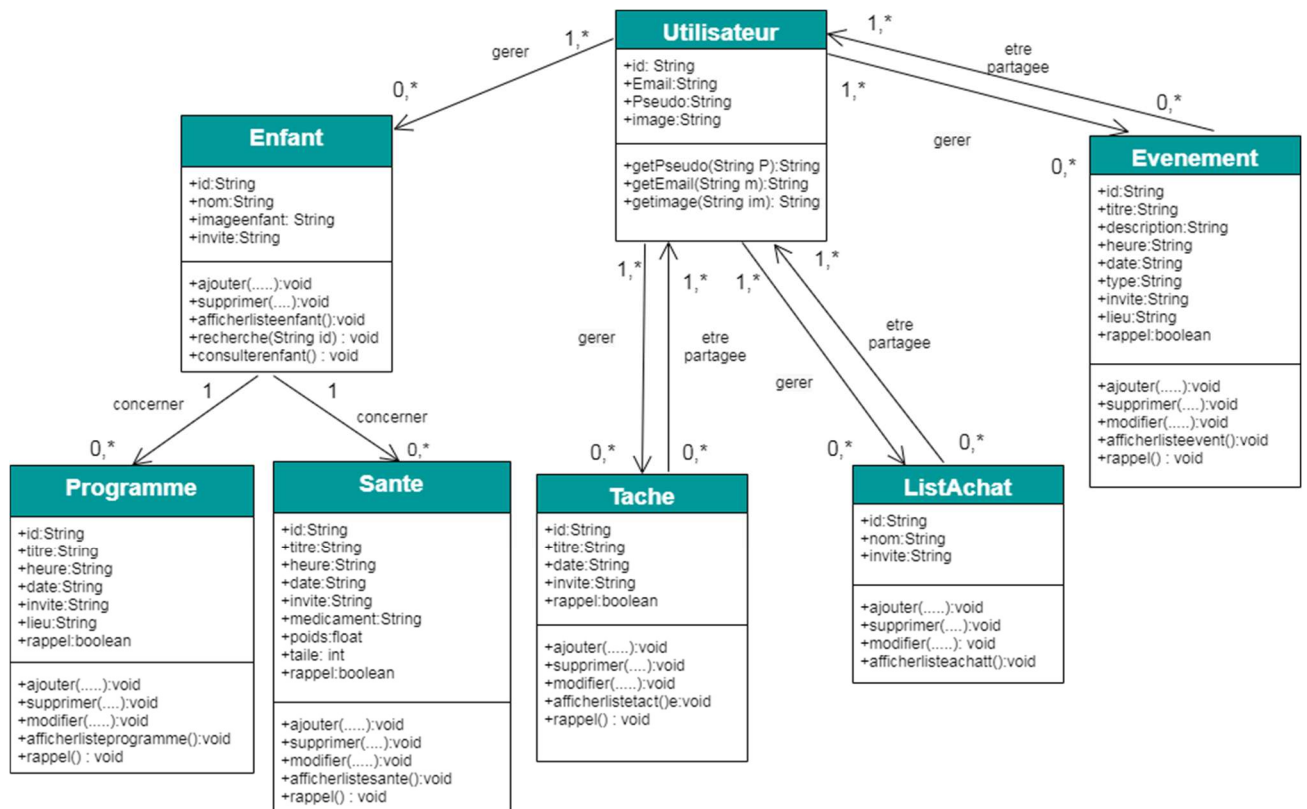 Utilisateur
+id: String
+Email:String
+Pseudo:String
+image:String
+getPseudo(String P):String
+getEmail(String m):String
+getimage(String im): String
1,*
gerer
0,*
1,*
etre
partagee
0,*
1,*
gerer
0,*
Enfant
+id:String
+nom:String
+imageenfant: String
+invite:String
+ajouter(.....):void
+supprimer(....):void
+afficherlisteenfant():void
+recherche(String id) : void
+consulterenfant() : void
Evenement
+id:String
+titre:String
+description:String
+heure:String
+date:String
+type:String
+invite:String
+lieu:String
+rappel:boolean
+ajouter(.....):void
+supprimer(....):void
+modifier(.....):void
+afficherlisteevent():void
+rappel() : void
1,*
1,*
1,*
1,*
gerer
etre
partagee
gerer
etre
partagee
0,*
0,*
0,*
0,*
1
concerner
0,*
1
concerner
0,*
Programme
+id:String
+titre:String
+heure:String
+date:String
+invite:String
+lieu:String
+rappel:boolean
+ajouter(.....):void
+supprimer(....):void
+modifier(.....):void
+afficherlisteprogramme():void
+rappel() : void
Sante
+id:String
+titre:String
+heure:String
+date:String
+invite:String
+medicament:String
+poids:float
+taile: int
+rappel:boolean
+ajouter(.....):void
+supprimer(....):void
+modifier(.....):void
+afficherlistesante():void
+rappel() : void
Tache
+id:String
+titre:String
+date:String
+invite:String
+rappel:boolean
+ajouter(.....):void
+supprimer(....):void
+modifier(.....):void
+afficherlistetact()e:void
+rappel() : void
ListAchat
+id:String
+nom:String
+invite:String
+ajouter(.....):void
+supprimer(....):void
+modifier(.....): void
+afficherlisteachatt():void